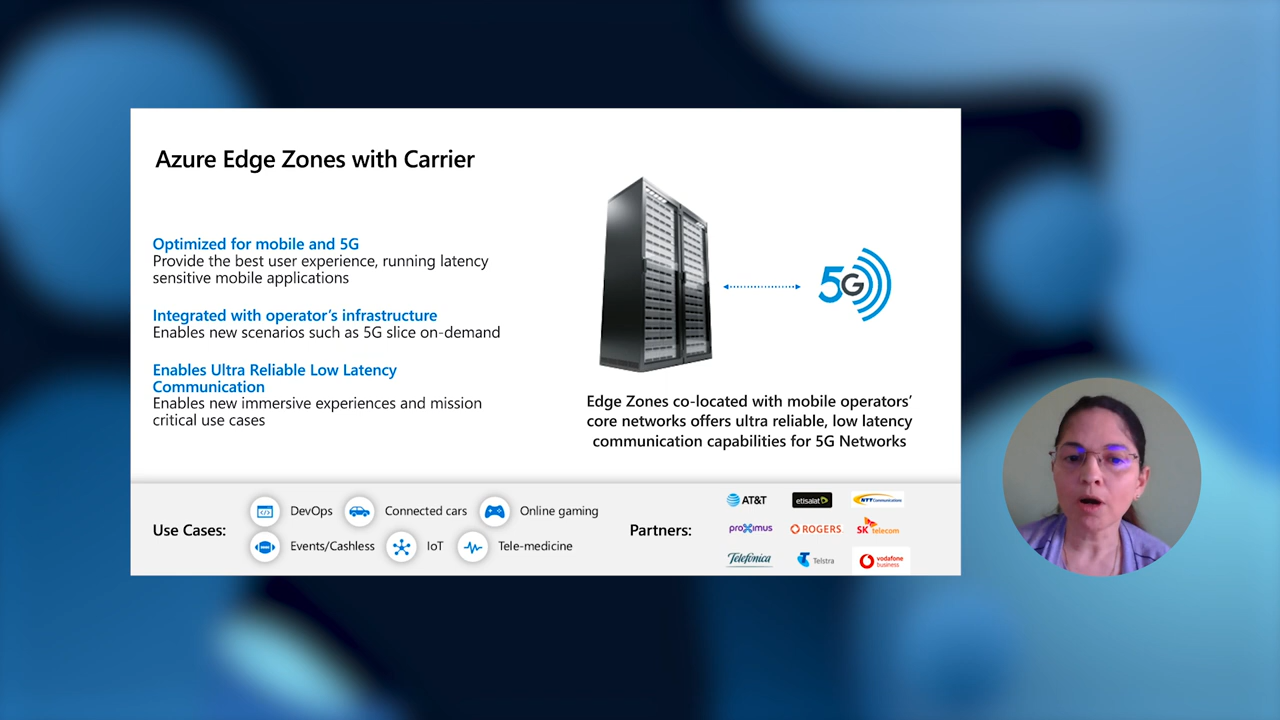 Azure Edge Zones with Carrier
Optimized for mobile and 5G
Provide the best user experience, running latency
sensitive mobile applications
Integrated with operator's infrastructure
Enables new scenarios such as 5G slice on-demand
Enables Ultra Reliable Low Latency
Communication
Enables new immersive experiences and mission
critical use cases
5G
Edge Zones co-located with mobile operators'
core networks offers ultra reliable, low latency
communication capabilities for 5G Networks
Use Cases:
DevOps
Connected cars
Online gaming
Events/Cashless
IoT
Tele-medicine
Partners:
AT&T
etisalat
NTT Communications
proximus
ROGERS
SK telecom
Telefónica
Telstra
vodafone
business